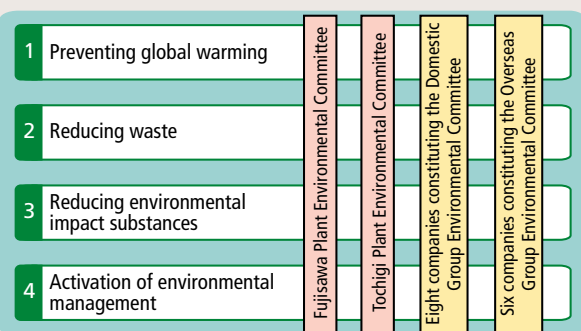 1 Preventing global warming
2 Reducing waste
3 Reducing environmental
impact substances
4 Activation of environmental
management
Fujisawa Plant Environmental Committee
Tochigi Plant Environmental Committee
Eight companies constituting the Domestic
Group Environmental Committee
Six companies constituting the Overseas
Group Environmental Committee